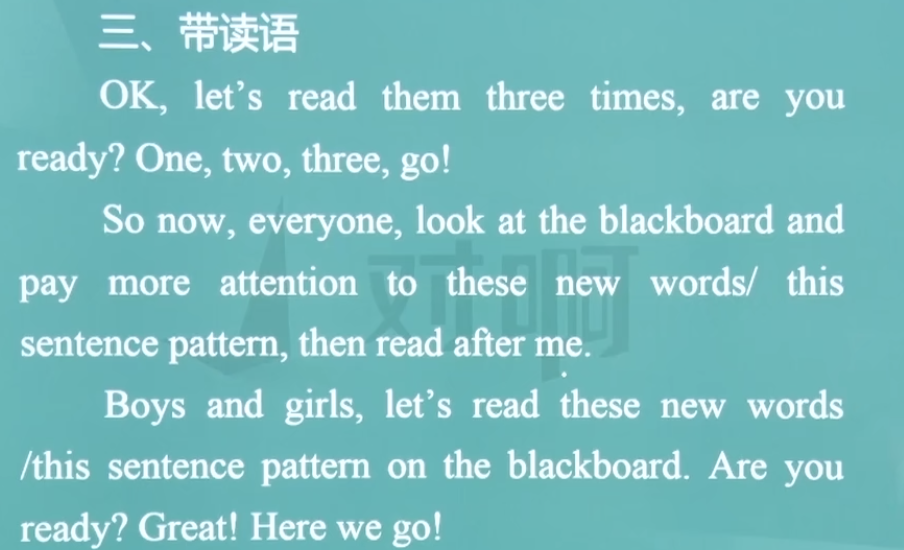 三、带读语
OK, let's read them three times, are you
ready? One, two, three, go!
So now, everyone, look at the blackboard and
pay more attention to these new words/ this
sentence pattern, then read after me.
Boys and girls, let's read these new words
/this sentence pattern on the blackboard. Are you
ready? Great! Here we go!
对啊